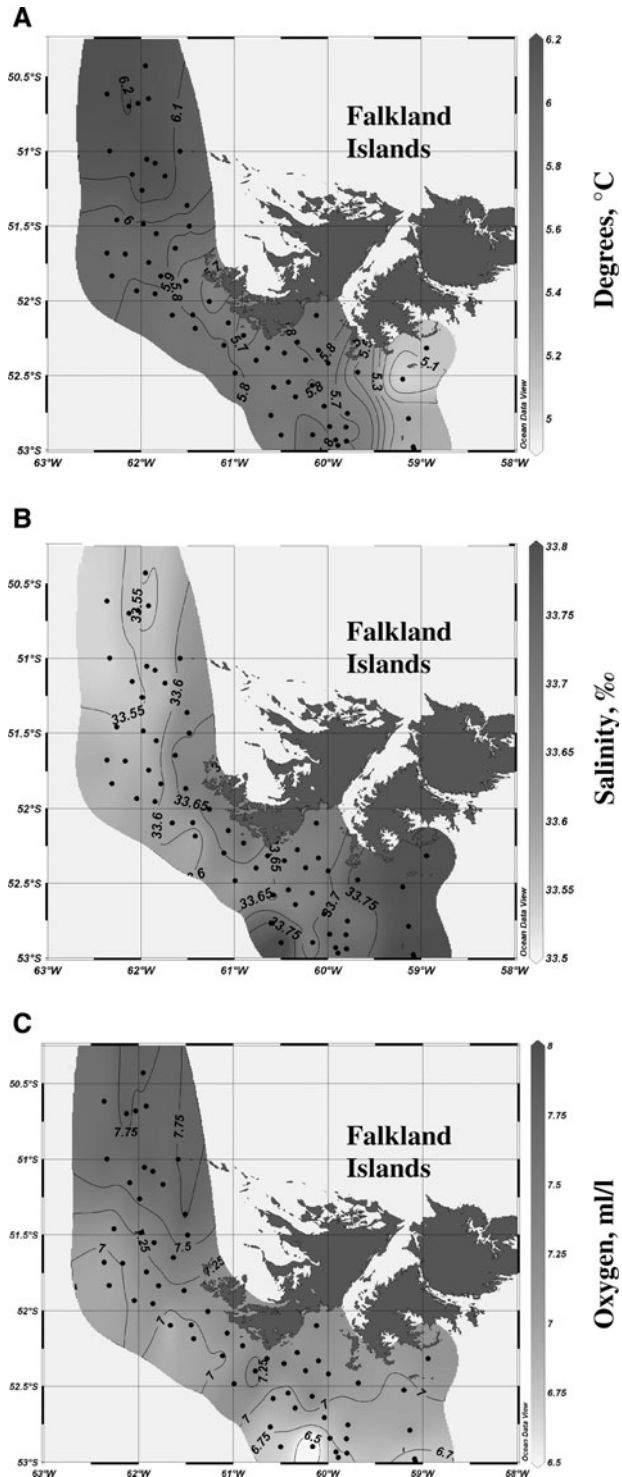 A
6.2
50.5°S
6.2
6.1
Falkland
Islands
6
51°S
5.8
51.5°S
6
5.6
52°S
5.8
5.4
5.7
5.8
5.8
5.2
52.5°S
5.8
5.8
5.7
5.3
5.1
5
53°S
63°W
62°W
61°W
60°W
59°W
58°W
Ocean Data View
Degrees, °C
B
33.8
50.5°S
33.55
Falkland
Islands
33.75
51°S
33.6
33.7
51.5°S
33.55
33.65
52°S
33.65
33.6
33.6
33.65
52.5°S
33.65
33.7
33.75
33.55
33.75
53°S
33.5
63°W
62°W
61°W
60°W
59°W
58°W
Ocean Data View
Salinity, ‰
C
8
50.5°S
7.75
7.75
Falkland
Islands
7.75
51°S
7.5
51.5°S
7
7.25
7.5
7.25
7.25
52°S
7
7
7
7.25
52.5°S
7
7
7
6.75
6.75
6.5
6.7
53°S
6.5
63°W
62°W
61°W
60°W
59°W
58°W
Ocean Data View
Oxygen, ml/l